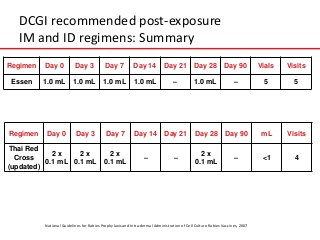 DCGI recommended post-exposure
IM and ID regimens: Summary
Regimen Day 0 Day 3 Day 7 Day 14 Day 21 Day 28 Day 90 Vials Visits
Essen 1.0 mL 1.0 mL 1.0 mL 1.0 mL – 1.0 mL – 5 5
Regimen Day 0 Day 3 Day 7 Day 14 Day 21 Day 28 Day 90 mL Visits
Thai Red Cross (updated) 2 x 0.1 mL 2 x 0.1 mL 2 x 0.1 mL – – 2 x 0.1 mL – <1 4
National Guidelines for Rabies Prophylaxis and Intradermal Administration of Cell Culture Rabies Vaccines, 2007